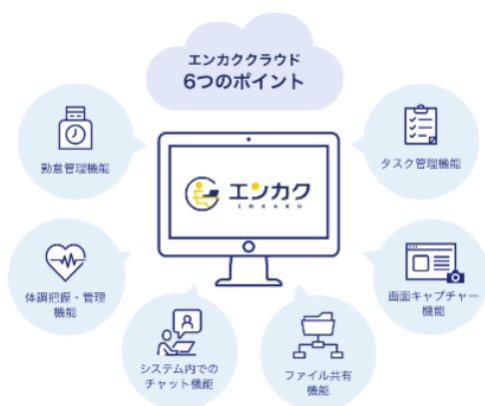 エンカククラウド
6つのポイント
勤怠管理機能
タスク管理機能
エンカク
ENKAKU
体調把握・管理
機能
画面キャプチャー
機能
システム内での
チャット機能
ファイル共有
機能